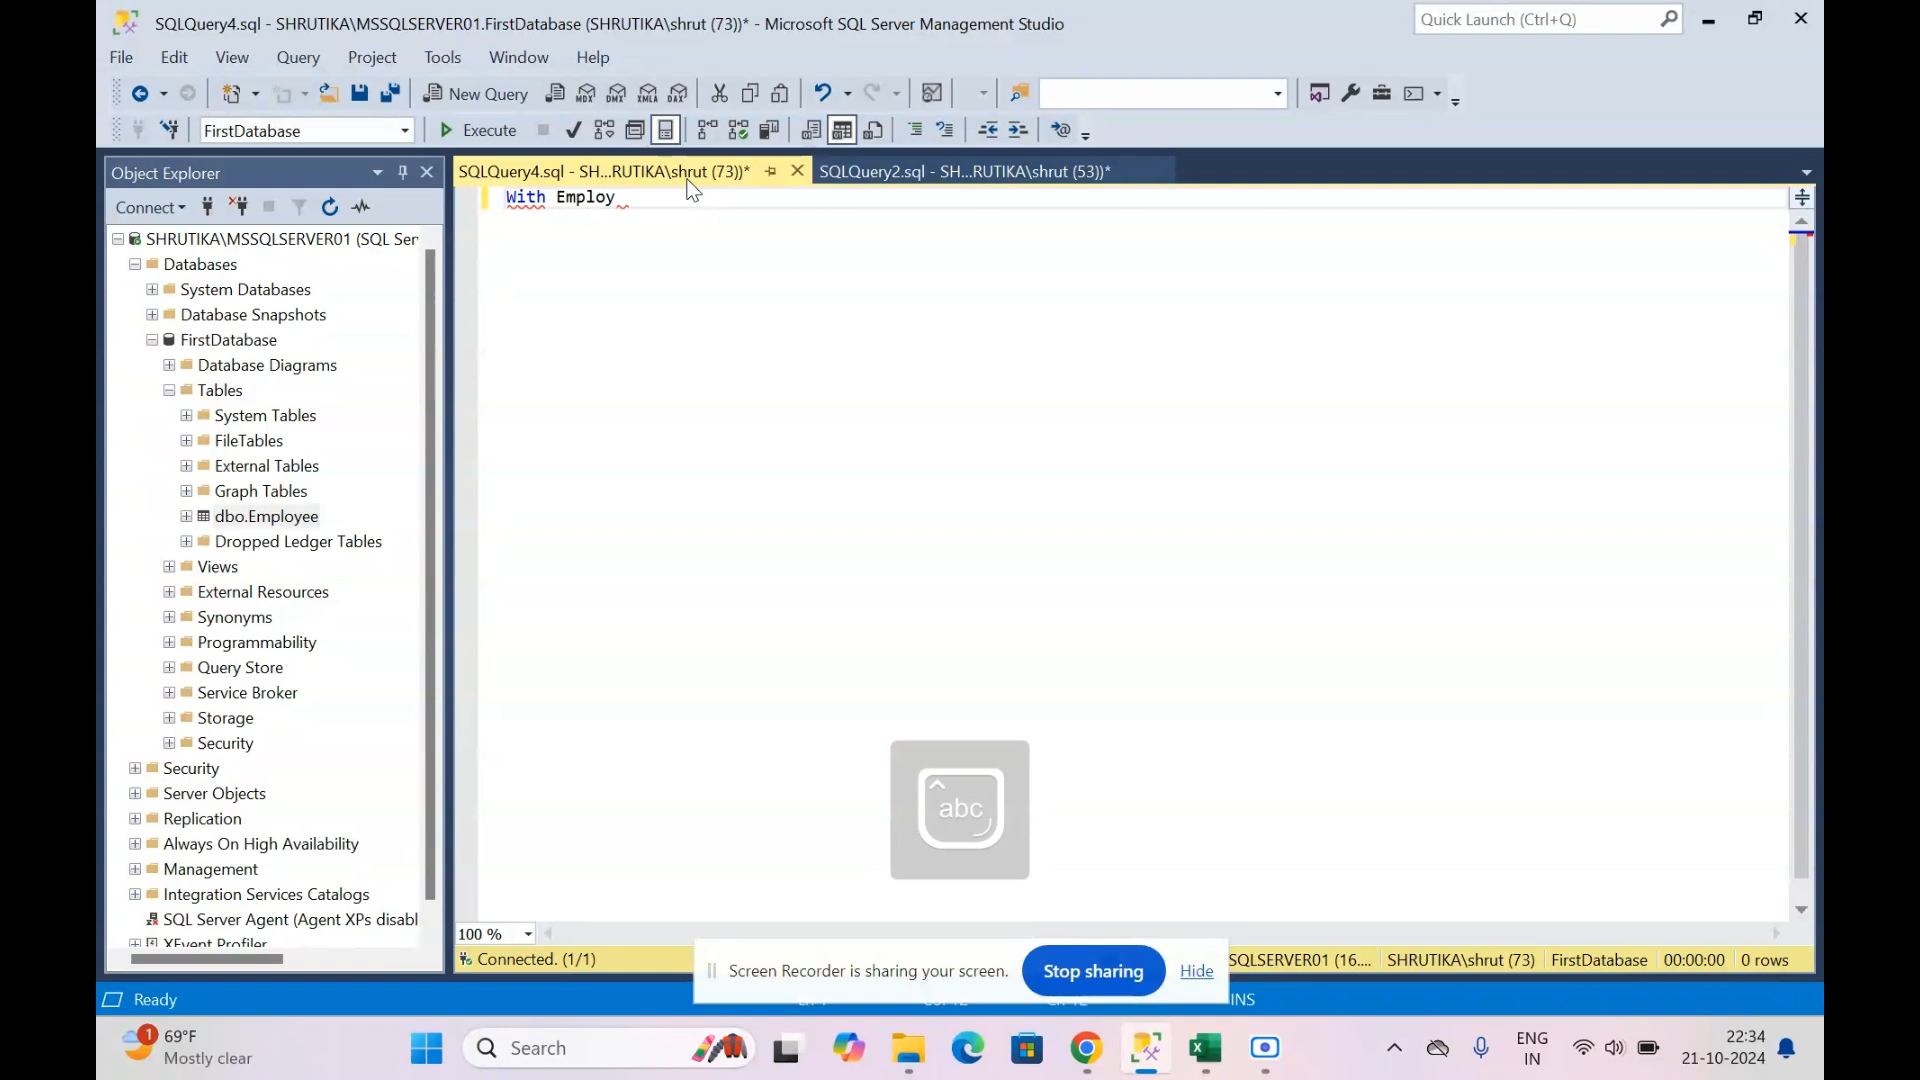 SQLQuery4.sql - SHRUTIKA\MSSQLSERVER01.FirstDatabase (SHRUTIKA\shrut (73))* - Microsoft SQL Server Management Studio
Quick Launch (Ctrl+Q)
File Edit View Query Project Tools Window Help
New Query
MDX DMX XMLA DAX
FirstDatabase
Execute
Object Explorer
SQLQuery4.sql - SH...RUTIKA\shrut (73))*
SQLQuery2.sql - SH...RUTIKA\shrut (53))*
With Employ
Connect
SHRUTIKA\MSSQLSERVER01 (SQL Ser
Databases
System Databases
Database Snapshots
FirstDatabase
Database Diagrams
Tables
System Tables
FileTables
External Tables
Graph Tables
dbo.Employee
Dropped Ledger Tables
Views
External Resources
Synonyms
Programmability
Query Store
Service Broker
Storage
Security
Security
Server Objects
Replication
Always On High Availability
Management
Integration Services Catalogs
SQL Server Agent (Agent XPs disabl
XEvent Profiler
abc
100 %
Connected. (1/1)
SQLSERVER01 (16.... SHRUTIKA\shrut (73) FirstDatabase 00:00:00 0 rows
Screen Recorder is sharing your screen. Stop sharing Hide
Ready
INS
1
69°F
Mostly clear
Search
ENG
IN
22:34
21-10-2024